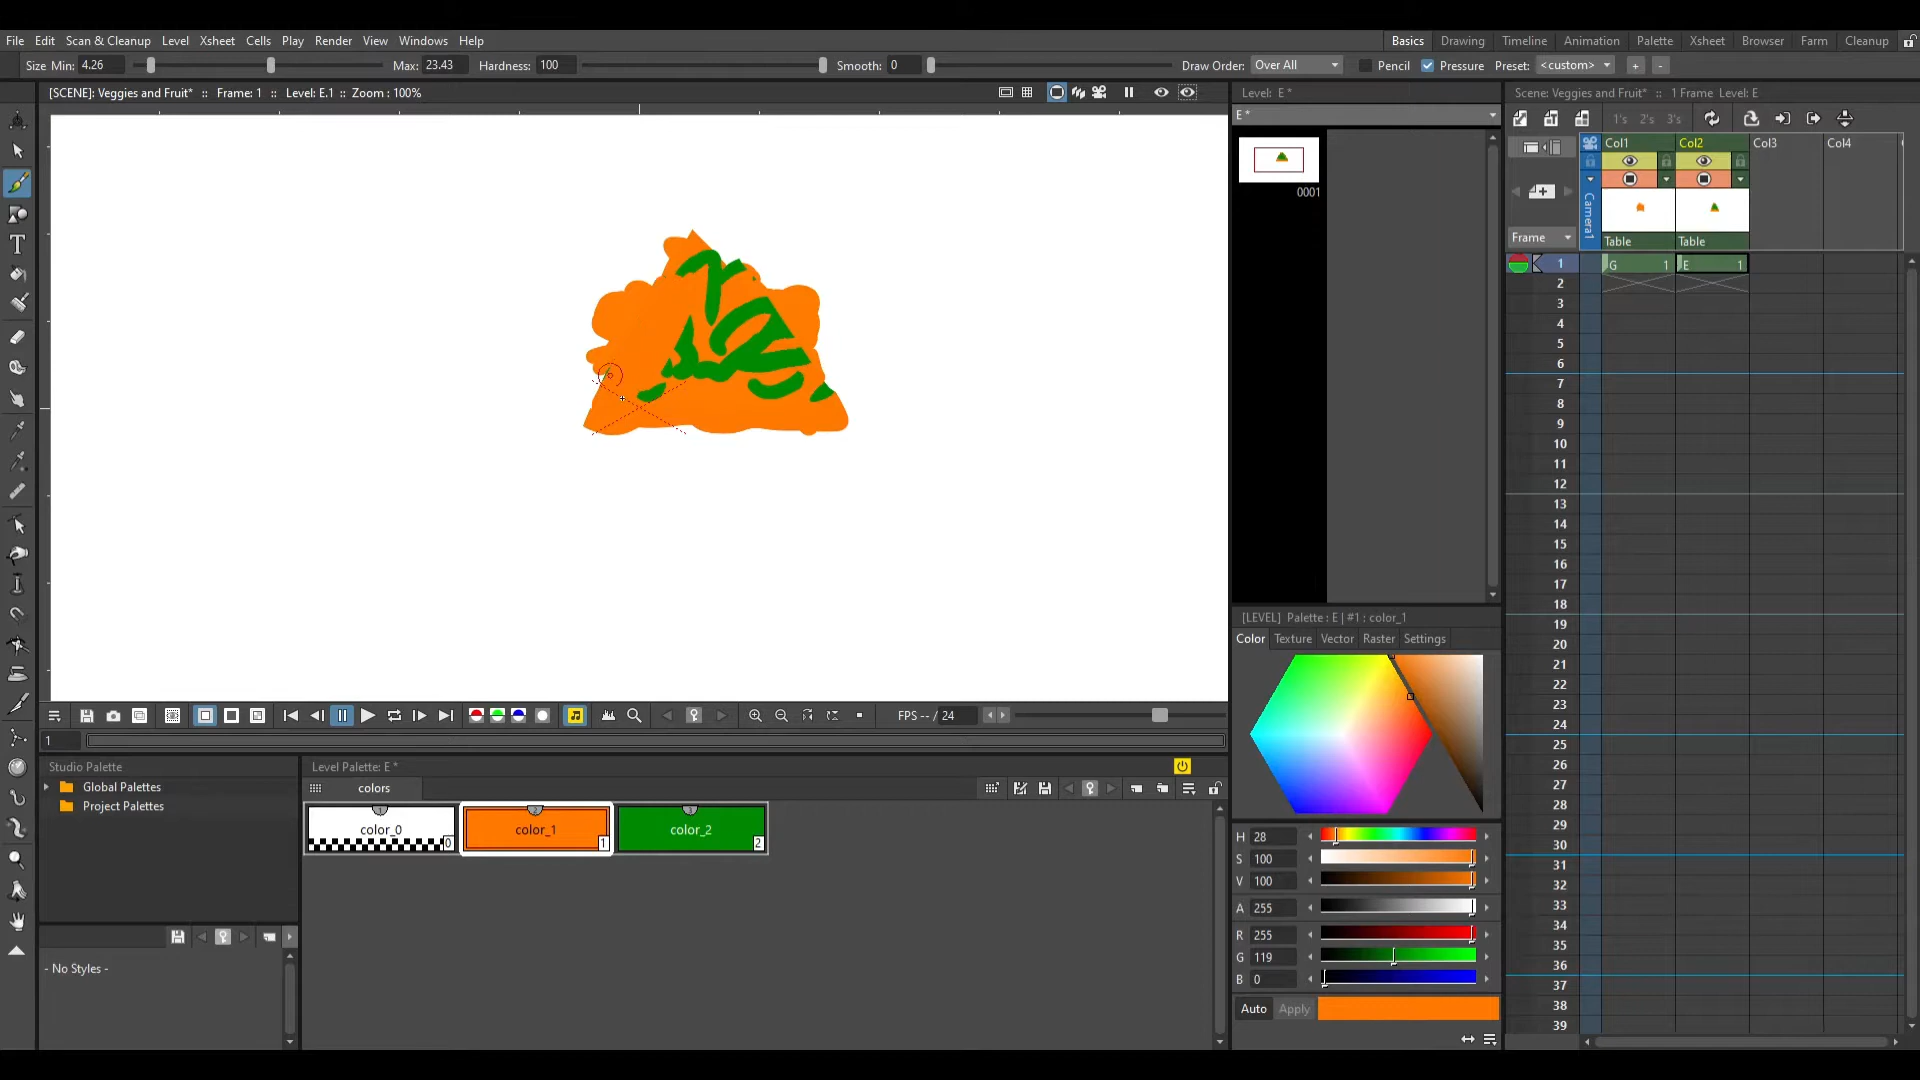 File Edit Scan & Cleanup Level Xsheet Cells Play Render View Windows Help Basics Drawing Timeline Animation Palette Xsheet Browser Farm Cleanup
Size Min: 4.26 Max: 23.43 Hardness: 100 Smooth: 0 Draw Order: Over All Pencil Pressure Preset: <custom> + -
[SCENE]: Veggies and Fruit* :: Frame: 1 :: Level: E.1 :: Zoom : 100%
Level: E *
E *
0001
Scene: Veggies and Fruit* :: 1 Frame Level: E
1's 2's 3's
Col1 Col2 Col3 Col4
Camera1
Frame Table Table
1 G 1 E 1
2
3
4
5
6
7
8
9
10
11
12
13
14
15
16
17
18
19
20
21
22
23
24
25
26
27
28
29
30
31
32
33
34
35
36
37
38
39
FPS -- / 24
1
Studio Palette
Global Palettes
Project Palettes
- No Styles -
Level Palette: E *
colors
1 2 3
color_0 color_1 color_2
0 1 2
[LEVEL] Palette : E | #1 : color_1
Color Texture Vector Raster Settings
H 28
S 100
V 100
A 255
R 255
G 119
B 0
Auto Apply